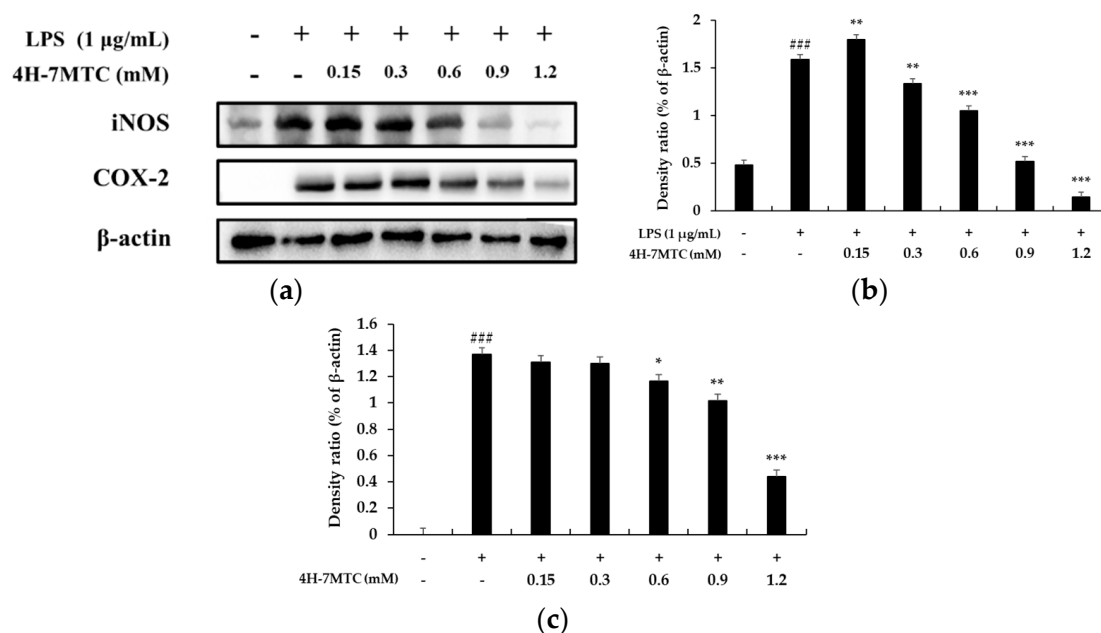 LPS (1 μg/mL) - + + + + + +
4H-7MTC (mM) - - 0.15 0.3 0.6 0.9 1.2
iNOS
COX-2
β-actin
(a)
Density ratio (% of β-actin)
2
1.5
1
0.5
0
### ** ** *** *** ***
LPS (1 μg/mL) - + + + + + +
4H-7MTC (mM) - - 0.15 0.3 0.6 0.9 1.2
(b)
Density ratio (% of β-actin)
1.6
1.4
1.2
1
0.8
0.6
0.4
0.2
0
### * ** ***
- + + + + + +
4H-7MTC (mM) - - 0.15 0.3 0.6 0.9 1.2
(c)